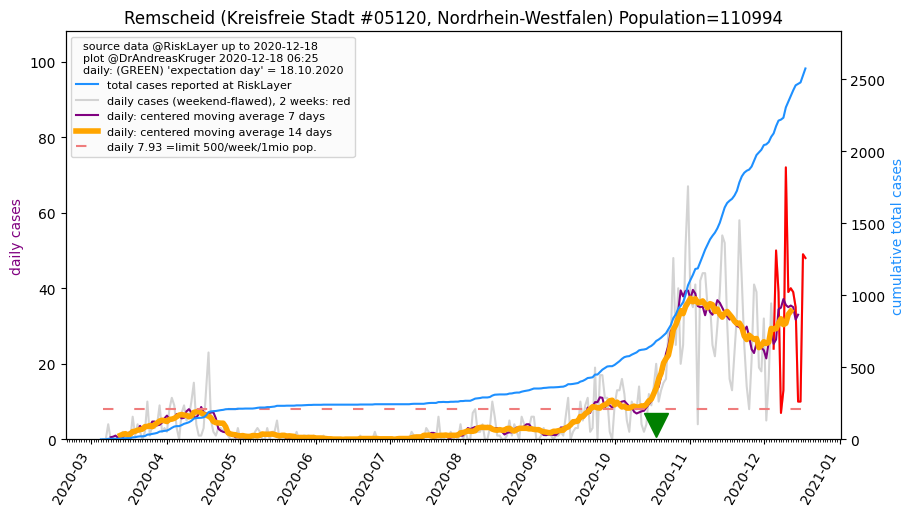 Remscheid (Kreisfreie Stadt #05120, Nordrhein-Westfalen) Population=110994
source data @RiskLayer up to 2020-12-18
plot @DrAndreasKruger 2020-12-18 06:25
daily: (GREEN) 'expectation day' = 18.10.2020
total cases reported at RiskLayer
daily cases (weekend-flawed), 2 weeks: red
daily: centered moving average 7 days
daily: centered moving average 14 days
daily 7.93 =limit 500/week/1mio pop.
daily cases
100
80
60
40
20
0
cumulative total cases
2500
2000
1500
1000
500
0
2020-03
2020-04
2020-05
2020-06
2020-07
2020-08
2020-09
2020-10
2020-11
2020-12
2021-01